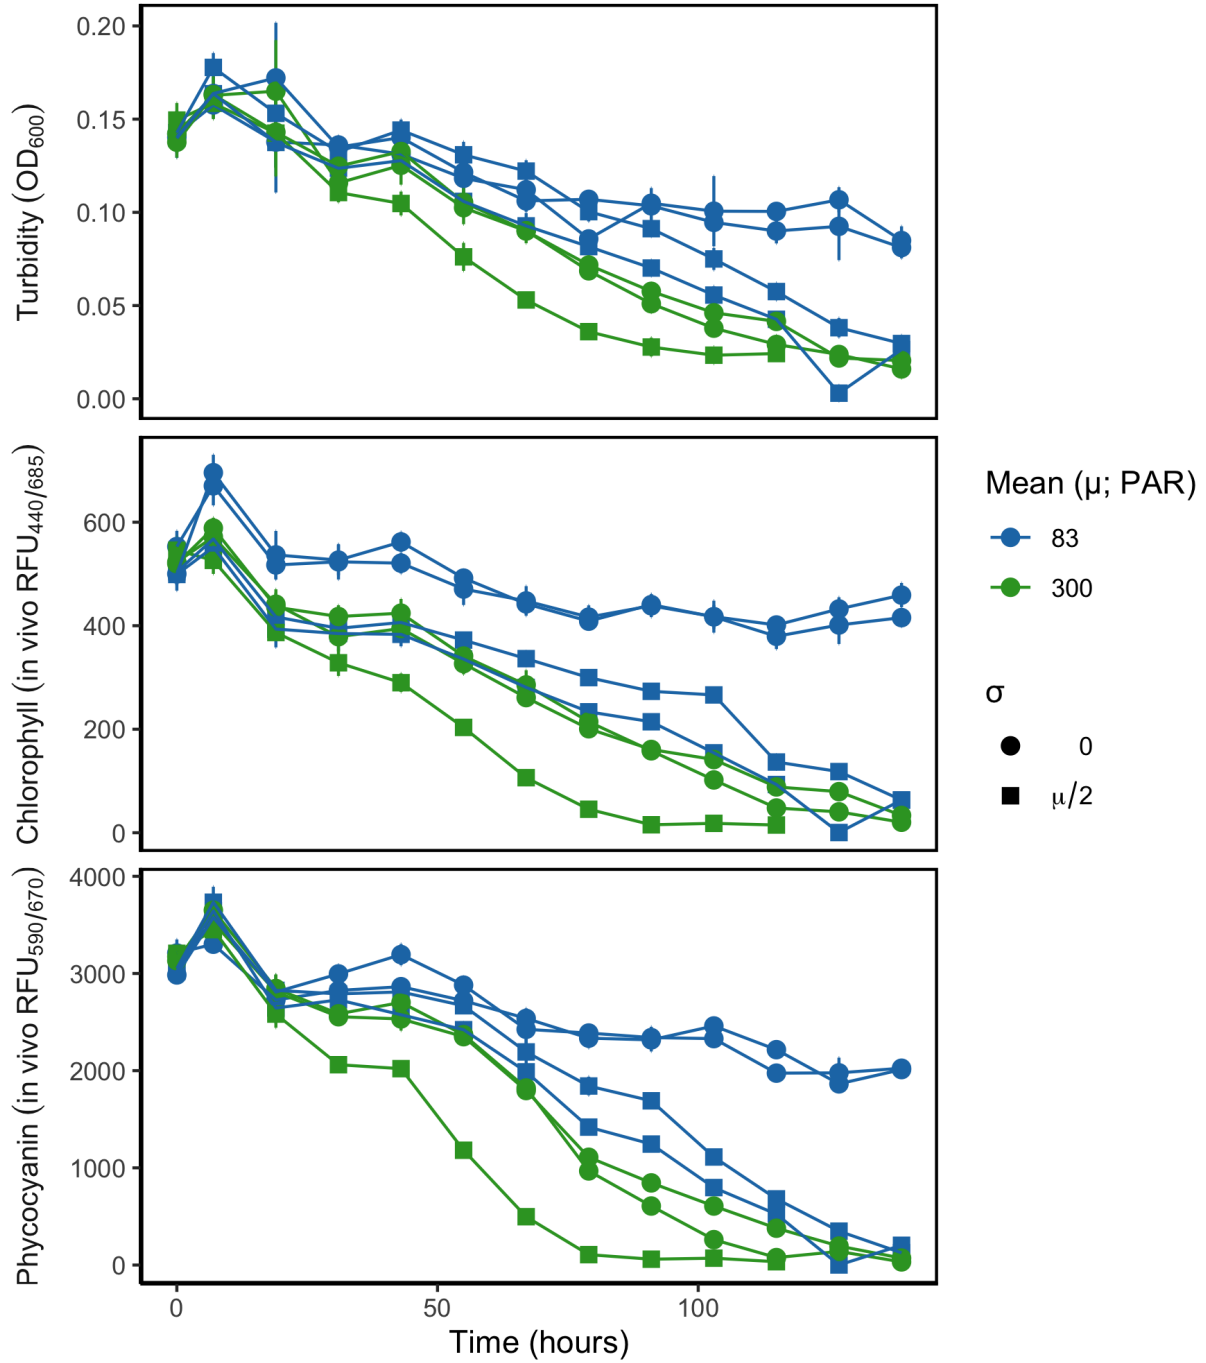 0.20
0.15
0.10
0.05
0.00
Turbidity (OD600)
600
400
200
0
Chlorophyll (in vivo RFU440/685)
4000
3000
2000
1000
0
Phycocyanin (in vivo RFU590/670)
0 50 100
Time (hours)
Mean (μ; PAR)
83
300
σ
0
μ/2